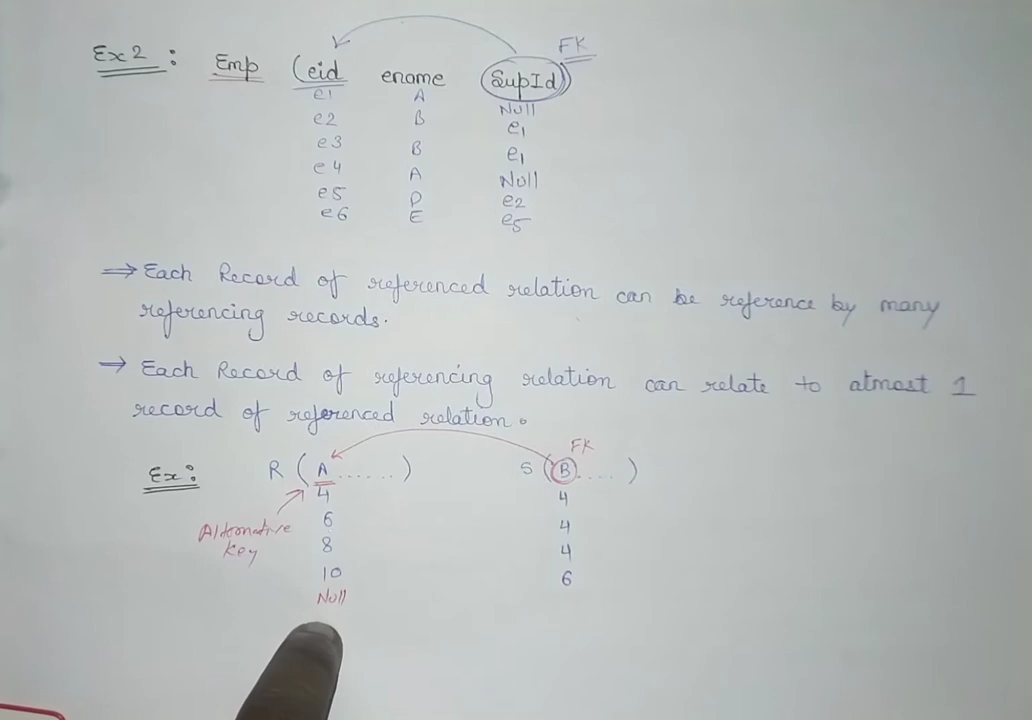 FK
Ex2 : Emp (eid ename SupId)
e1 A Null
e2 B e1
e3 B e1
e4 A Null
e5 D e2
e6 E e5
⇒ Each Record of referenced relation can be reference by many
referencing records.
⇒ Each Record of referencing relation can relate to atmost 1
record of referenced relation.
FK
Ex: R (A......) S (B....)
Alternative
Key
4 4
6 4
8 4
10 6
Null